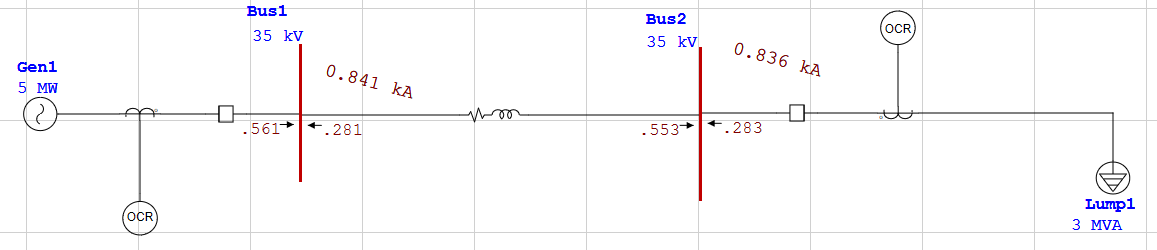 Bus1
35 kV
Bus2
35 kV
OCR
Gen1
5 MW
0.841 kA
0.836 kA
.561
.281
.553
.283
OCR
Lump1
3 MVA